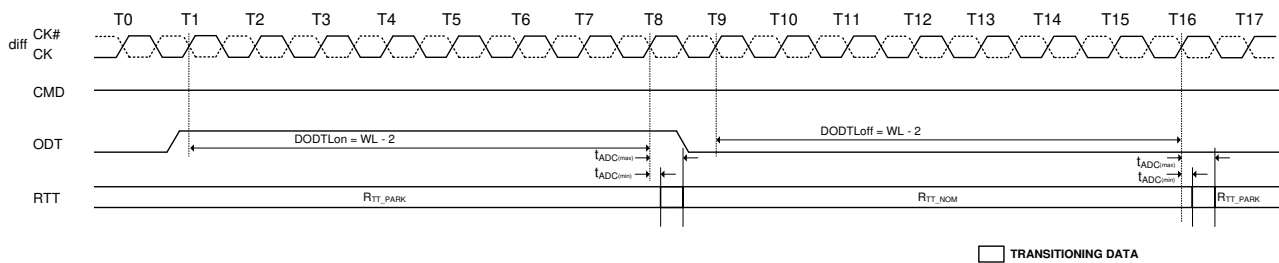 T0 T1 T2 T3 T4 T5 T6 T7 T8 T9 T10 T11 T12 T13 T14 T15 T16 T17
diff CK#
CK
CMD
ODT DODTLon = WL - 2 DODTLoff = WL - 2
tADC(max) tADC(max)
tADC(min) tADC(min)
RTT RTT_PARK RTT_NOM RTT_PARK
TRANSITIONING DATA